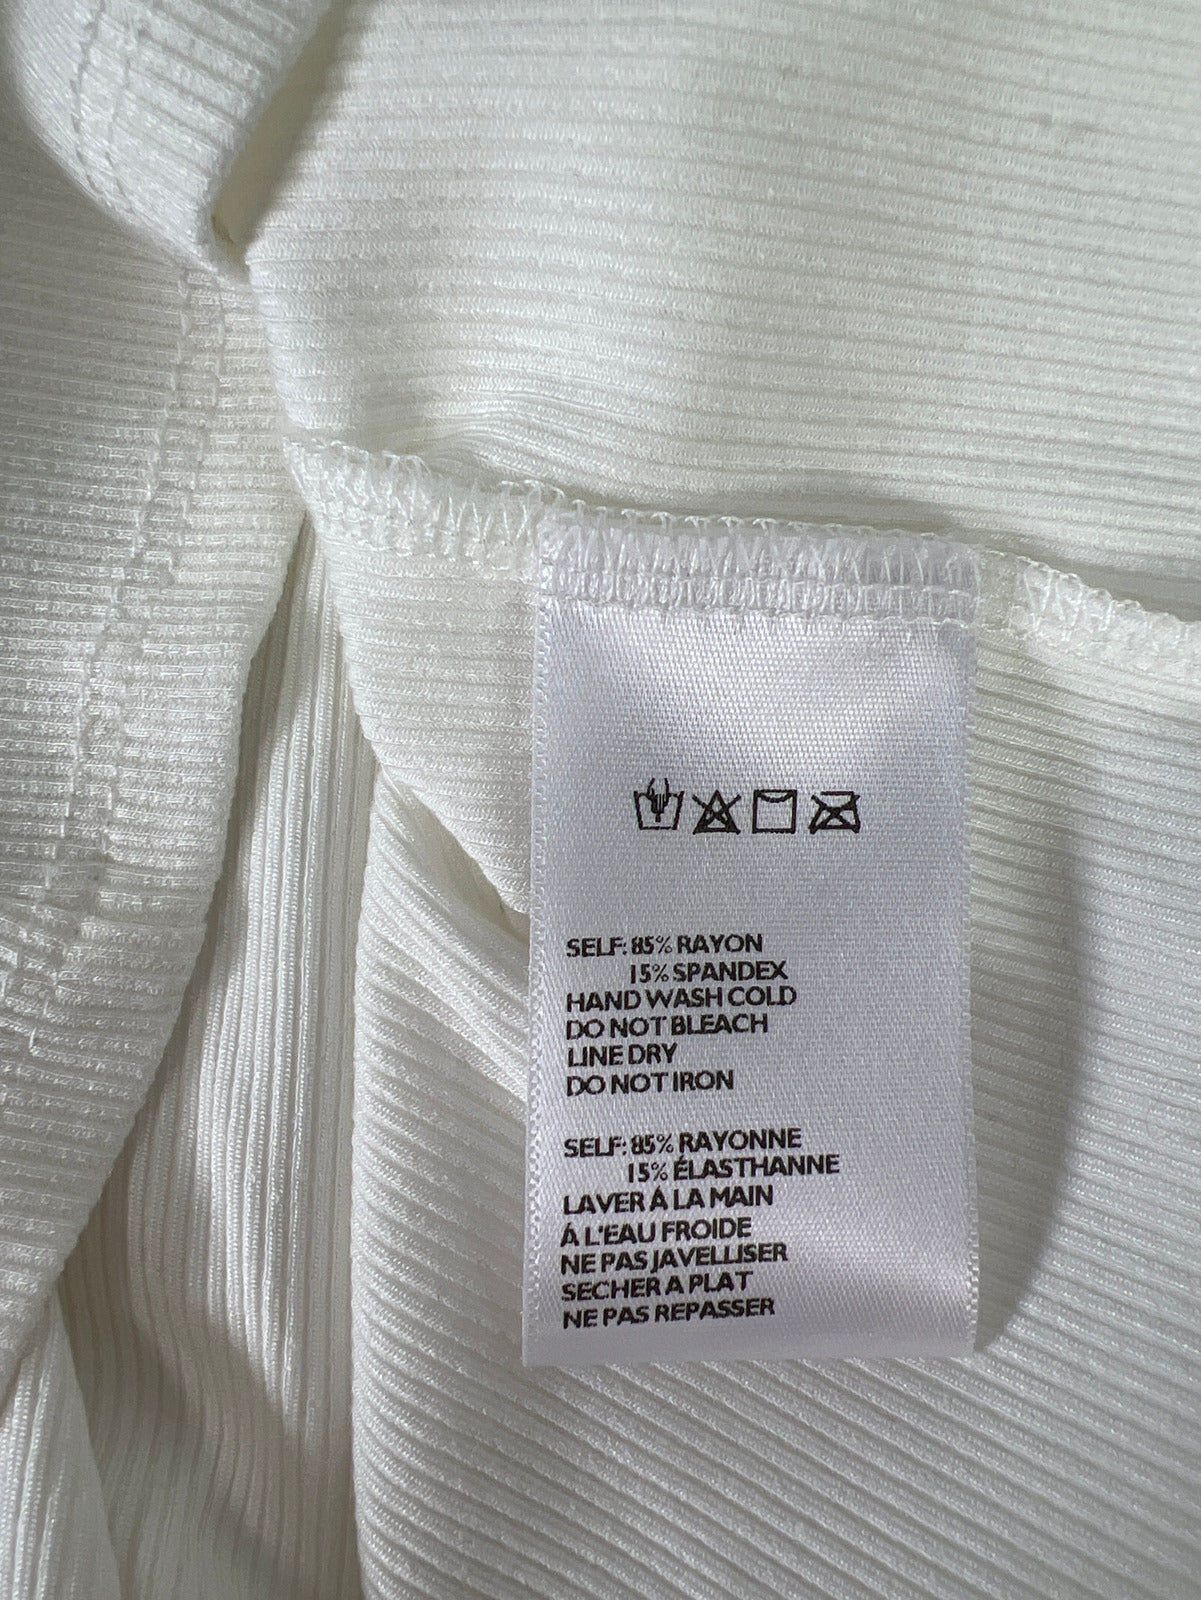 SELF: 85% RAYON
15% SPANDEX
HAND WASH COLD
DO NOT BLEACH
LINE DRY
DO NOT IRON
SELF: 85% RAYONNE
15% ÉLASTHANNE
LAVER Á LA MAIN
Á L'EAU FROIDE
NE PAS JAVELLISER
SECHER A PLAT
NE PAS REPASSER